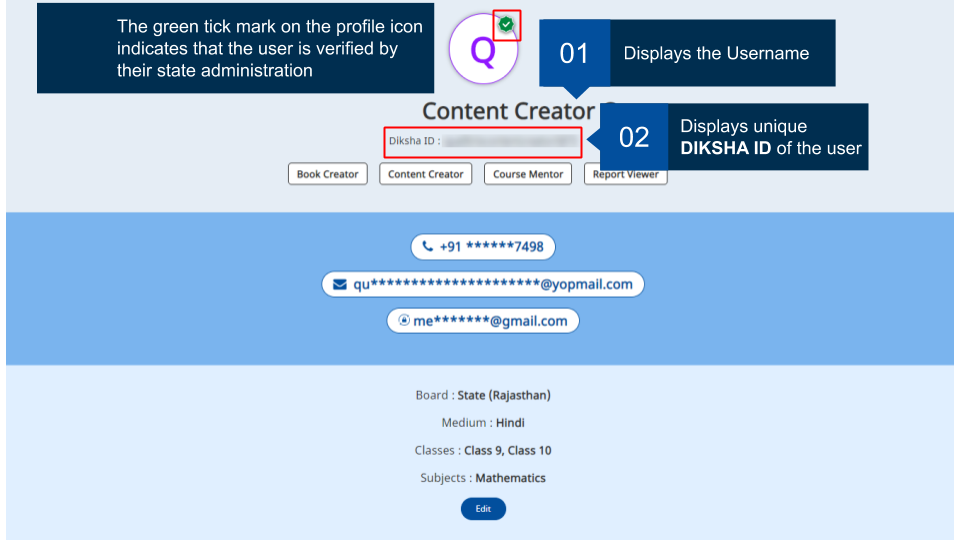 The green tick mark on the profile icon
indicates that the user is verified by
their state administration
Q
01
Displays the Username
Content Creator
Diksha ID :
02
Displays unique
DIKSHA ID of the user
Book Creator
Content Creator
Course Mentor
Report Viewer
+91 ******7498
qu*********************@yopmail.com
me*******@gmail.com
Board : State (Rajasthan)
Medium : Hindi
Classes : Class 9, Class 10
Subjects : Mathematics
Edit